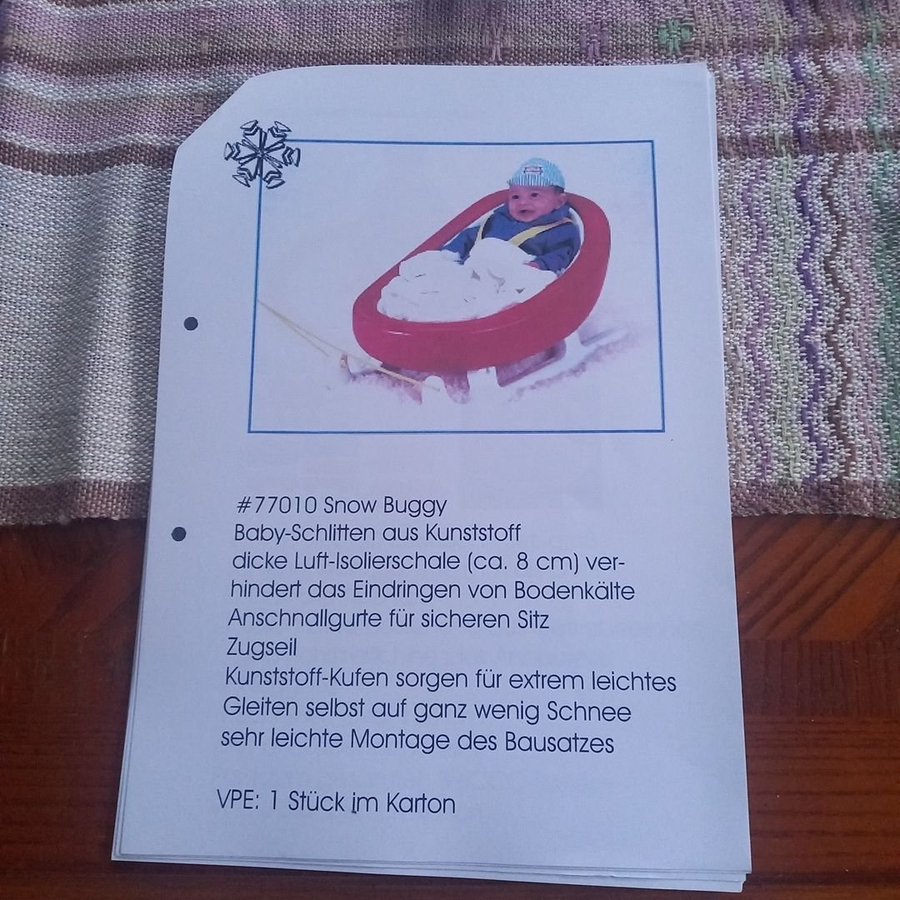 #77010 Snow Buggy
Baby-Schlitten aus Kunststoff
dicke Luft-Isolierschale (ca. 8 cm) ver-
hindert das Eindringen von Bodenkälte
Anschnallgurte für sicheren Sitz
Zugseil
Kunststoff-Kufen sorgen für extrem leichtes
Gleiten selbst auf ganz wenig Schnee
sehr leichte Montage des Bausatzes
VPE: 1 Stück im Karton